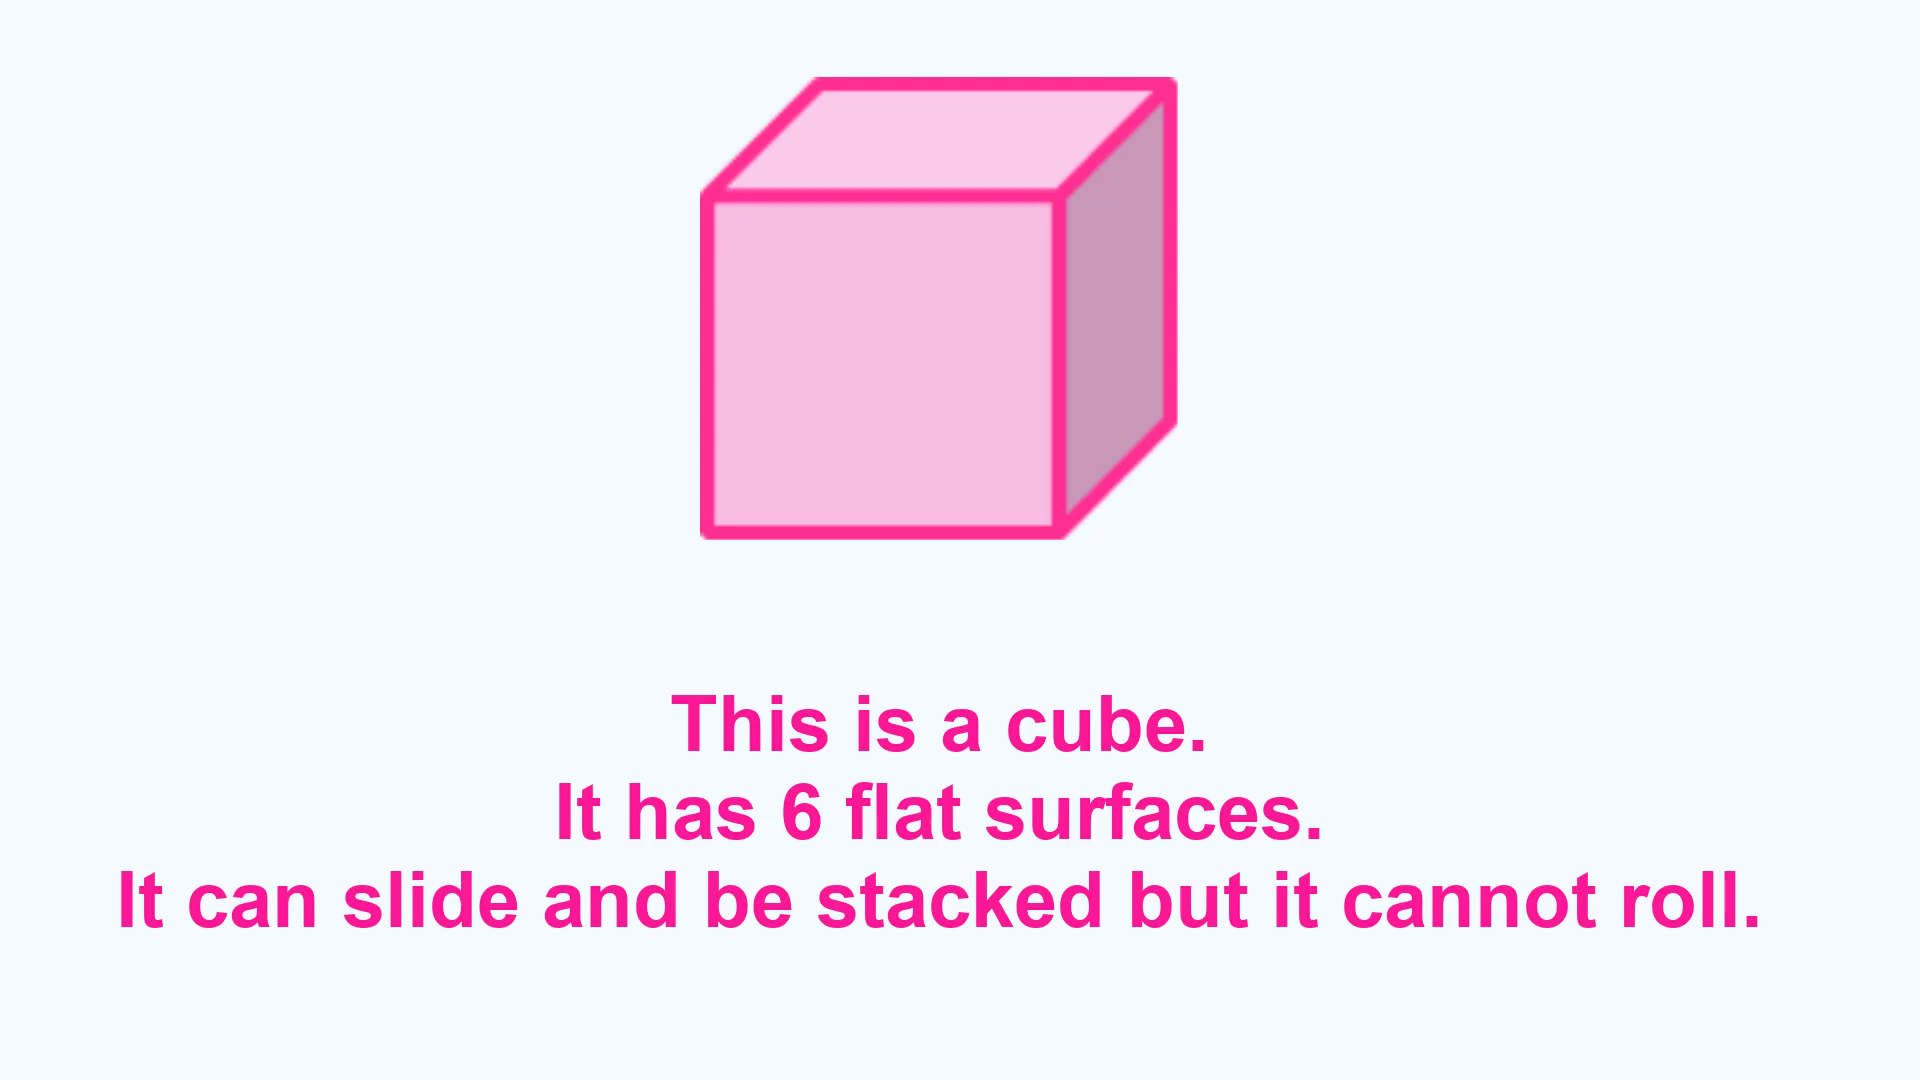 This is a cube.
It has 6 flat surfaces.
It can slide and be stacked but it cannot roll.